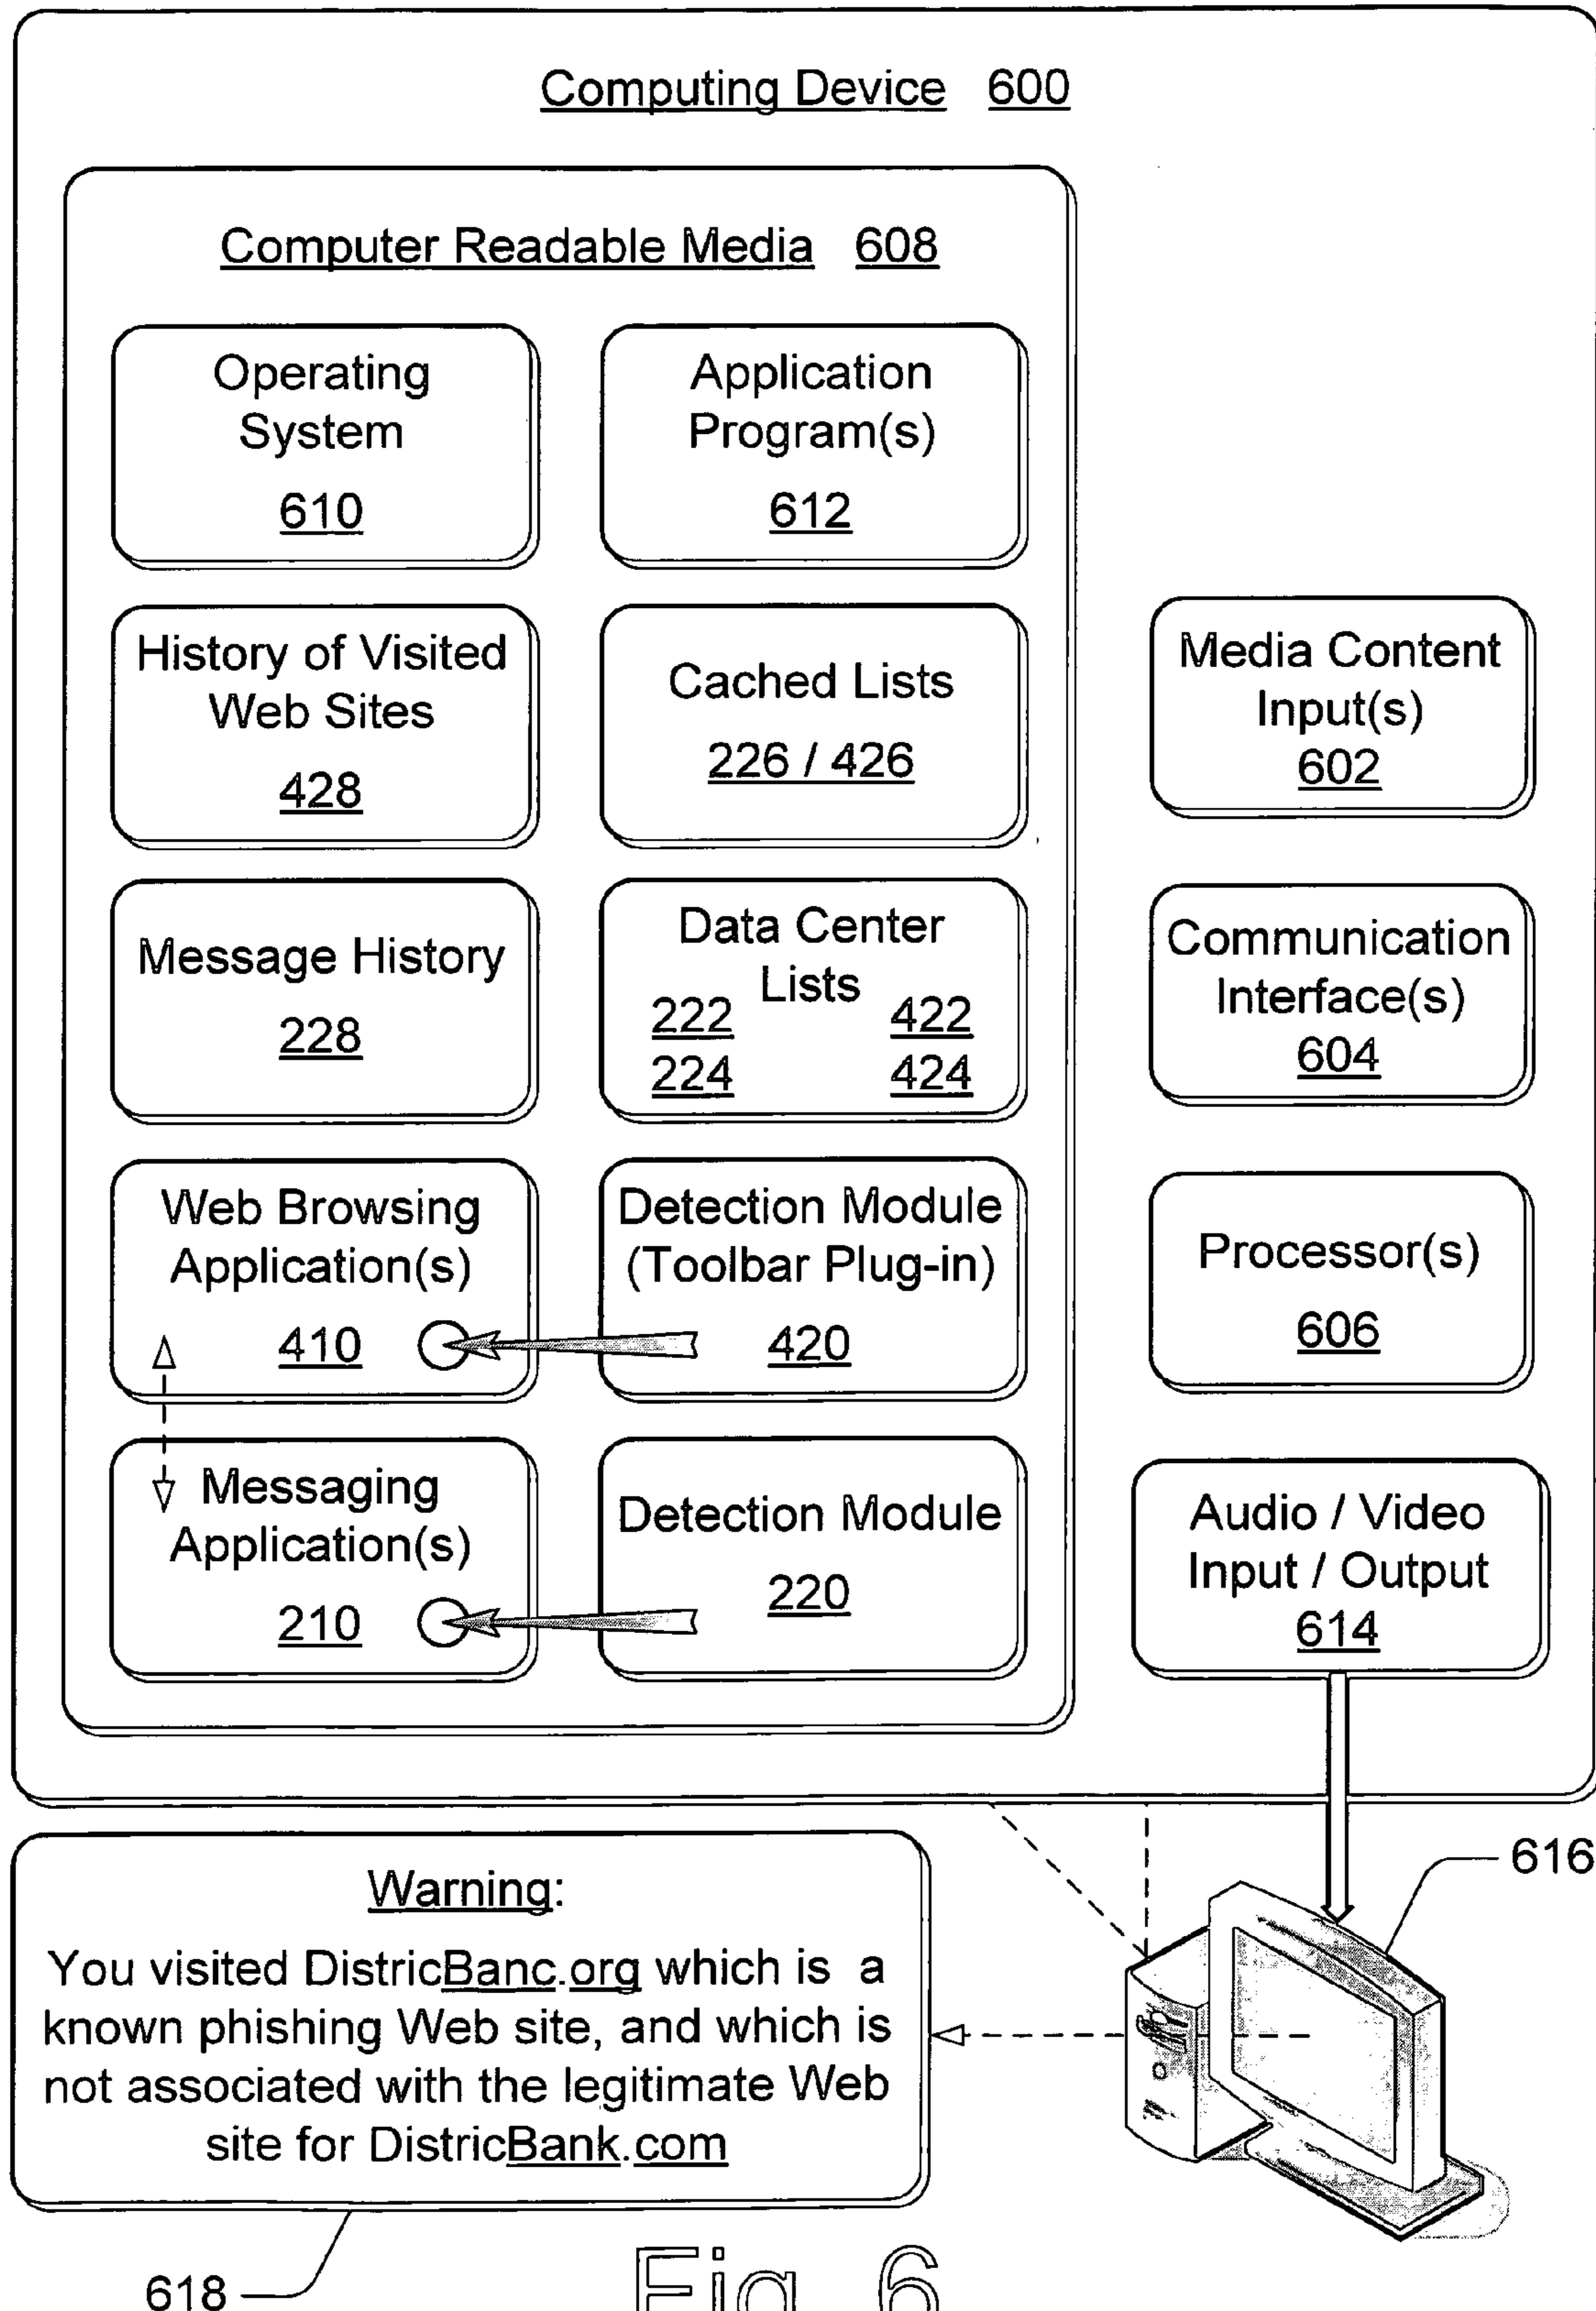 Computing Device 600
Computer Readable Media 608
Operating
System
610
Application
Program(s)
612
History of Visited
Web Sites
428
Cached Lists
226 / 426
Media Content
Input(s)
602
Message History
228
Data Center
Lists
222 422
224 424
Communication
Interface(s)
604
Web Browsing
Application(s)
410
Detection Module
(Toolbar Plug-in)
420
Processor(s)
606
Messaging
Application(s)
210
Detection Module
220
Audio / Video
Input / Output
614
616
Warning:
You visited DistricBanc.org which is a
known phishing Web site, and which is
not associated with the legitimate Web
site for DistricBank.com
618
Fig. 6